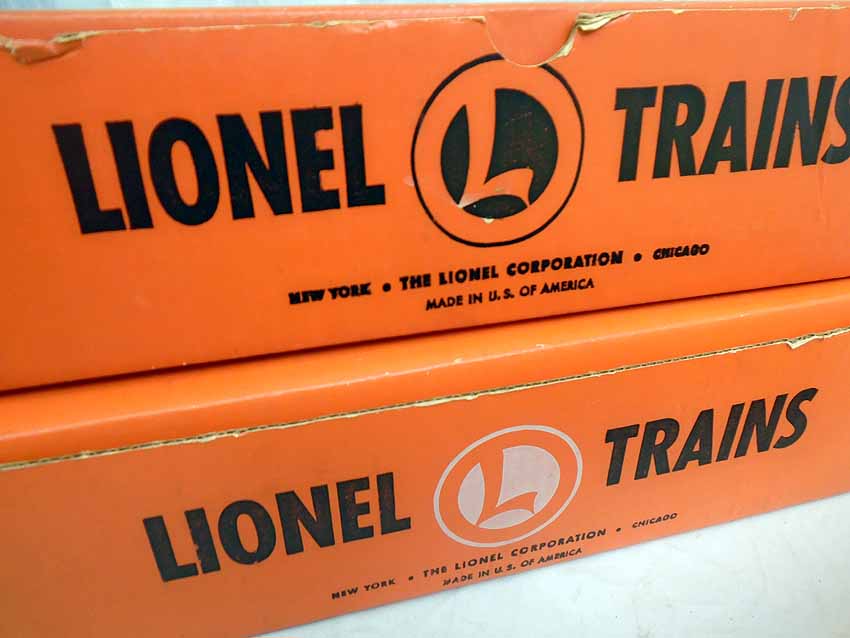 LIONEL L TRAINS
NEW YORK • THE LIONEL CORPORATION • CHICAGO
MADE IN U. S. OF AMERICA
LIONEL L TRAINS
NEW YORK • THE LIONEL CORPORATION • CHICAGO
MADE IN U. S. OF AMERICA